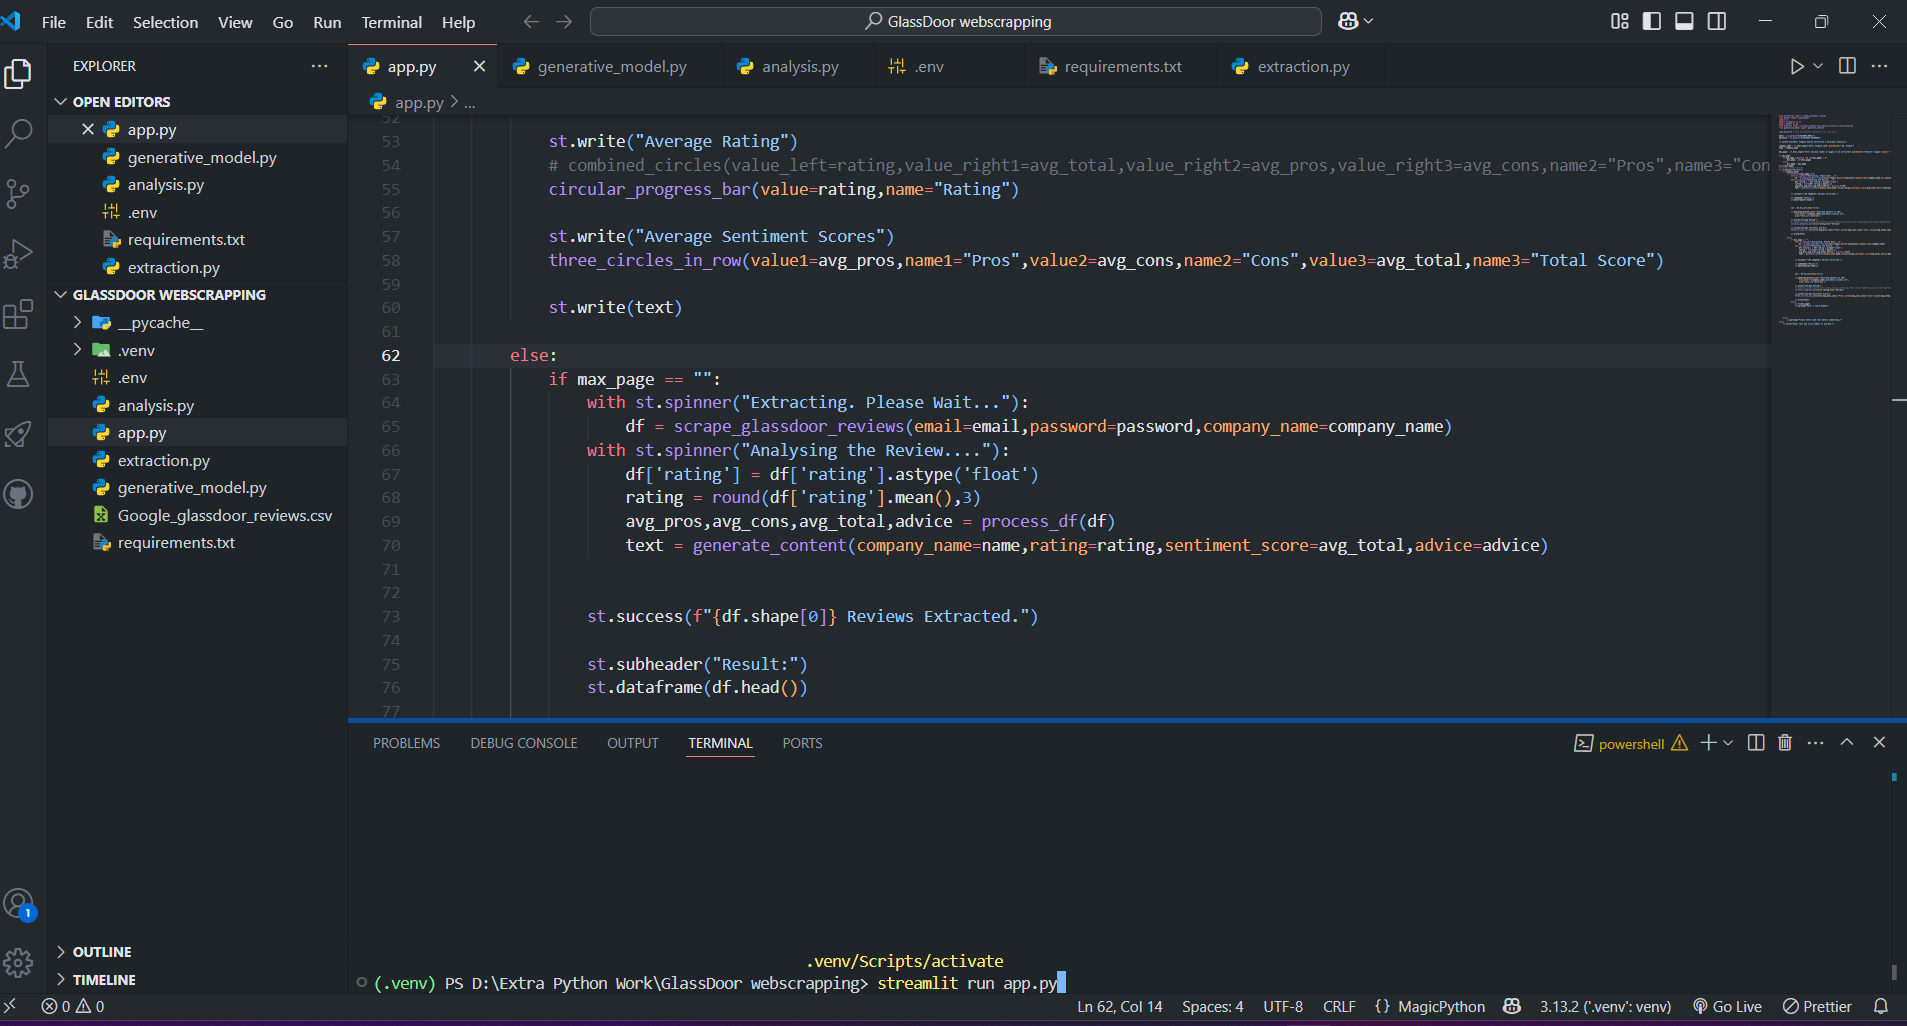 File Edit Selection View Go Run Terminal Help
GlassDoor webscrapping
EXPLORER
OPEN EDITORS
app.py
generative_model.py
analysis.py
.env
requirements.txt
extraction.py
GLASSDOOR WEBSCRAPPING
__pycache__
.venv
.env
analysis.py
app.py
extraction.py
generative_model.py
Google_glassdoor_reviews.csv
requirements.txt
OUTLINE
TIMELINE
1
app.py generative_model.py analysis.py .env requirements.txt extraction.py
app.py > ...
52
53 st.write("Average Rating")
54 # combined_circles(value_left=rating,value_right1=avg_total,value_right2=avg_pros,value_right3=avg_cons,name2="Pros",name3="Con
55 circular_progress_bar(value=rating,name="Rating")
56
57 st.write("Average Sentiment Scores")
58 three_circles_in_row(value1=avg_pros,name1="Pros",value2=avg_cons,name2="Cons",value3=avg_total,name3="Total Score")
59
60 st.write(text)
61
62 else:
63 if max_page == "":
64 with st.spinner("Extracting. Please Wait..."):
65 df = scrape_glassdoor_reviews(email=email,password=password,company_name=company_name)
66 with st.spinner("Analysing the Review...."):
67 df['rating'] = df['rating'].astype('float')
68 rating = round(df['rating'].mean(),3)
69 avg_pros,avg_cons,avg_total,advice = process_df(df)
70 text = generate_content(company_name=name,rating=rating,sentiment_score=avg_total,advice=advice)
71
72
73 st.success(f"{df.shape[0]} Reviews Extracted.")
74
75 st.subheader("Result:")
76 st.dataframe(df.head())
77
PROBLEMS DEBUG CONSOLE OUTPUT TERMINAL PORTS
powershell
.venv/Scripts/activate
(.venv) PS D:\Extra Python Work\GlassDoor webscrapping> streamlit run app.py
0 0 Ln 62, Col 14 Spaces: 4 UTF-8 CRLF {} MagicPython 3.13.2 ('.venv': venv) Go Live Prettier